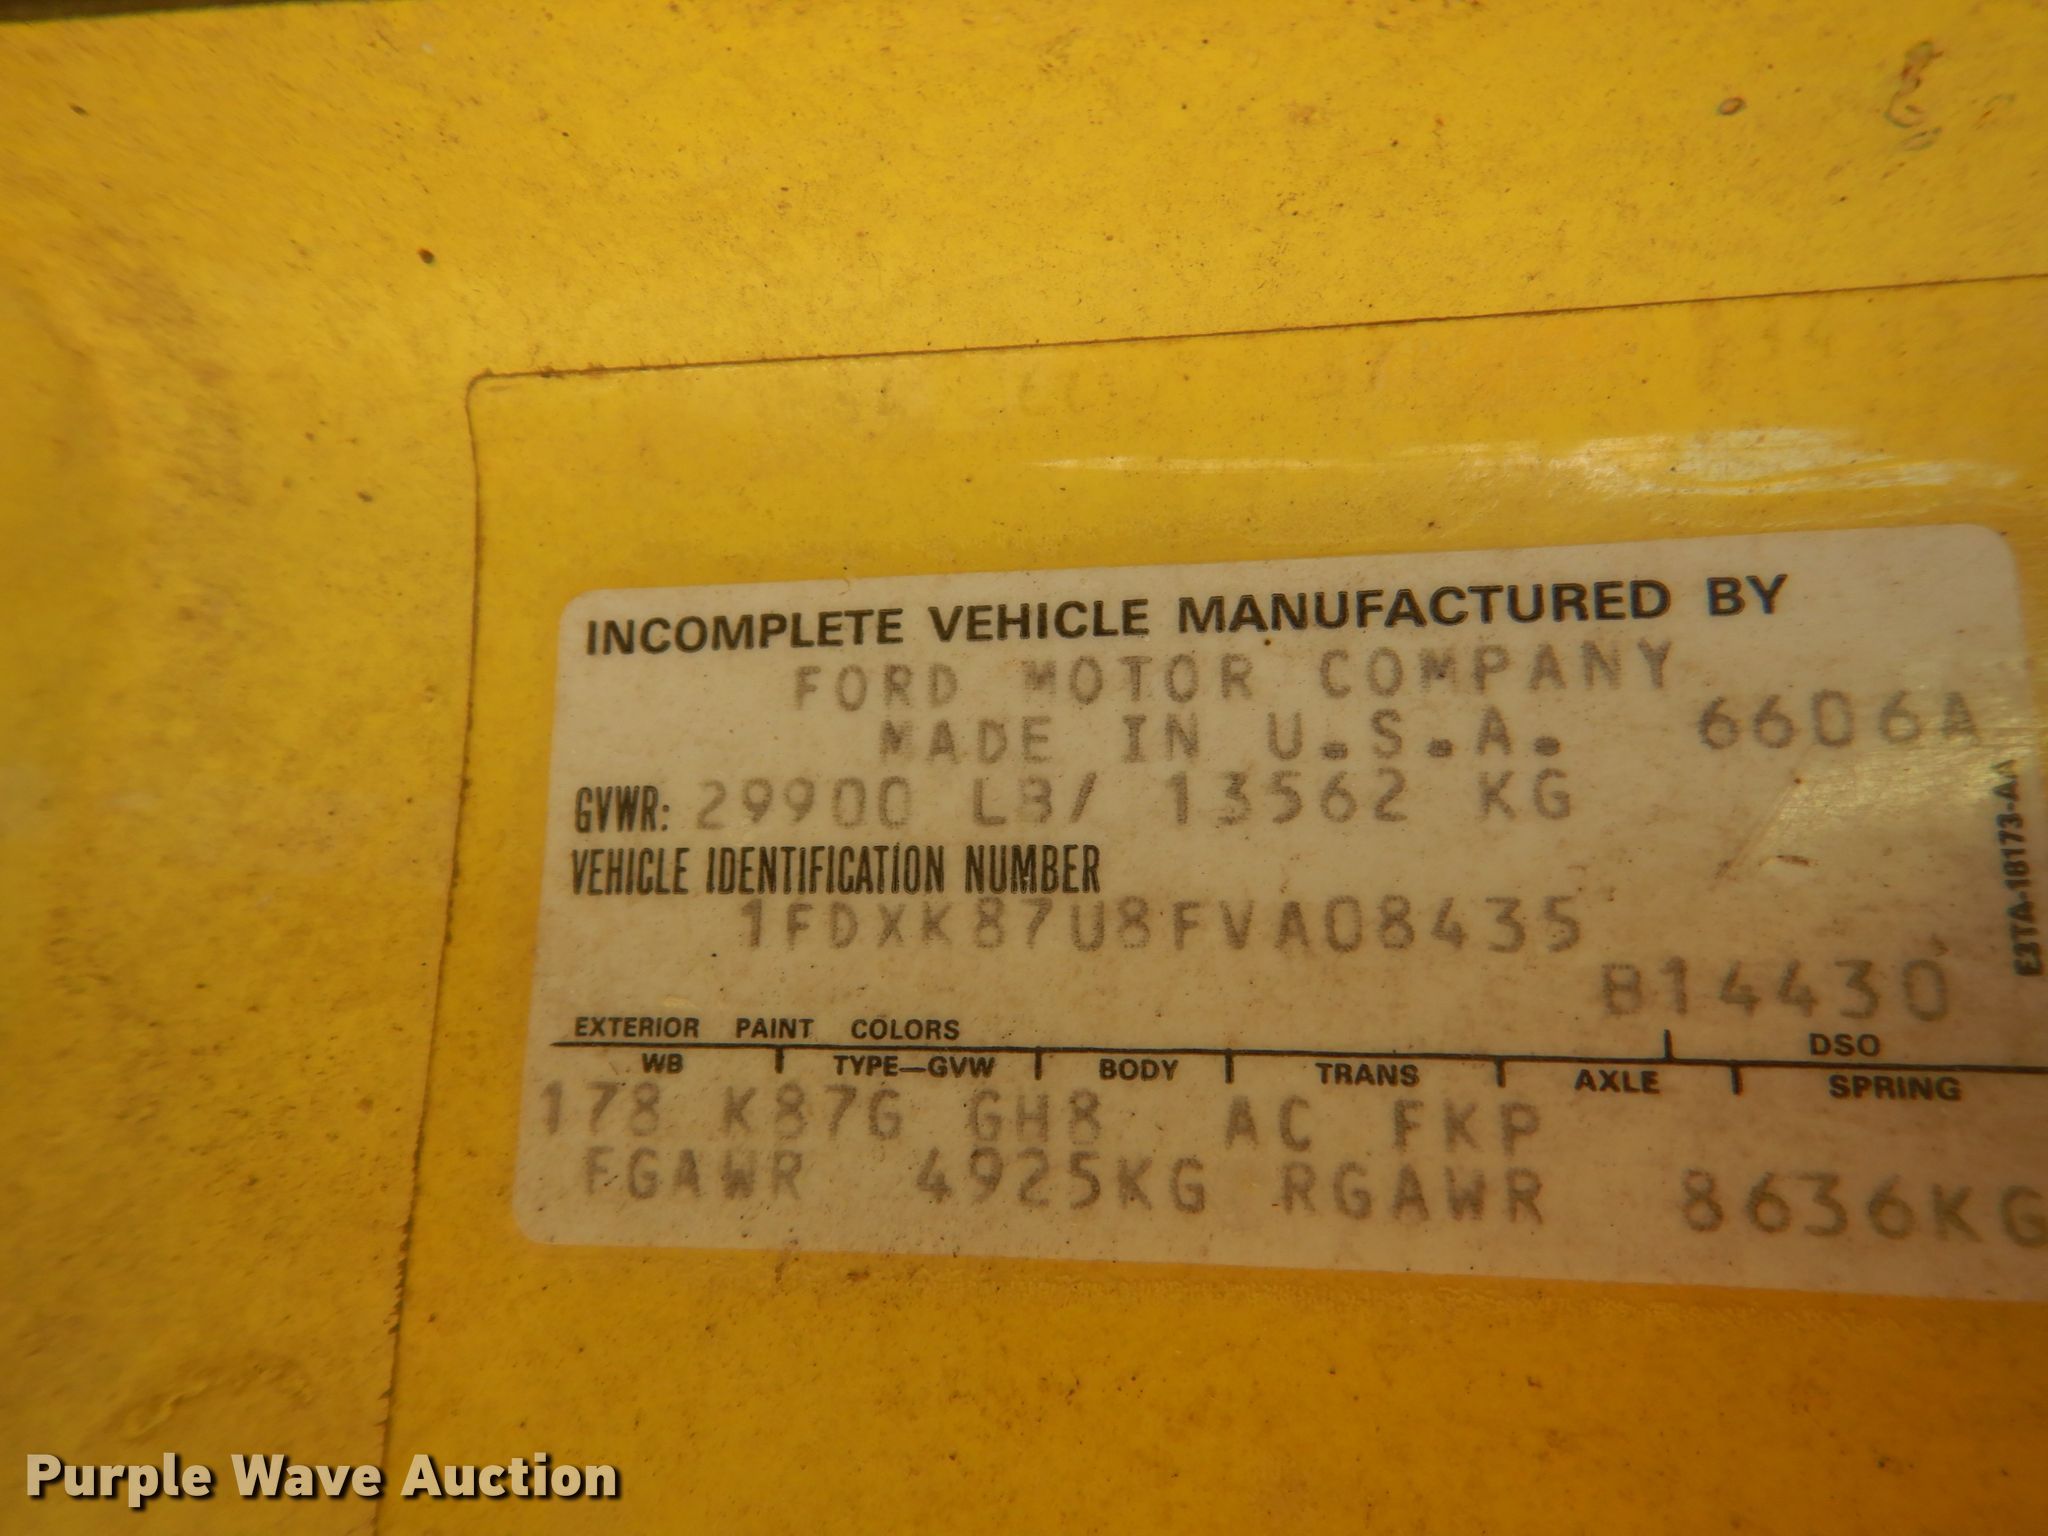 INCOMPLETE VEHICLE MANUFACTURED BY
FORD MOTOR COMPANY
MADE IN U.S.A. 6606A
GVWR: 29900 LB/ 13562 KG
VEHICLE IDENTIFICATION NUMBER
1FDXK87U8FVA08435
E3TA-18173-AA
B14430
EXTERIOR PAINT COLORS DSO
WB TYPE—GVW BODY TRANS AXLE SPRING
178 K87G GH8 AC FKP
FGAWR 4925KG RGAWR 8636KG
Purple Wave Auction